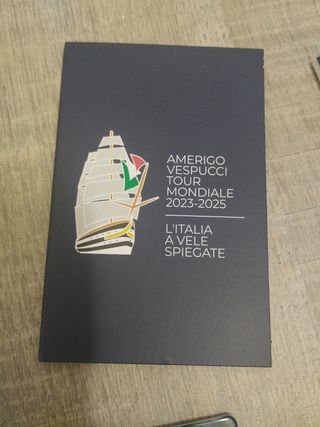 AMERIGO
VESPUCCI
TOUR
MONDIALE
2023-2025
L'ITALIA
A VELE
SPIEGATE